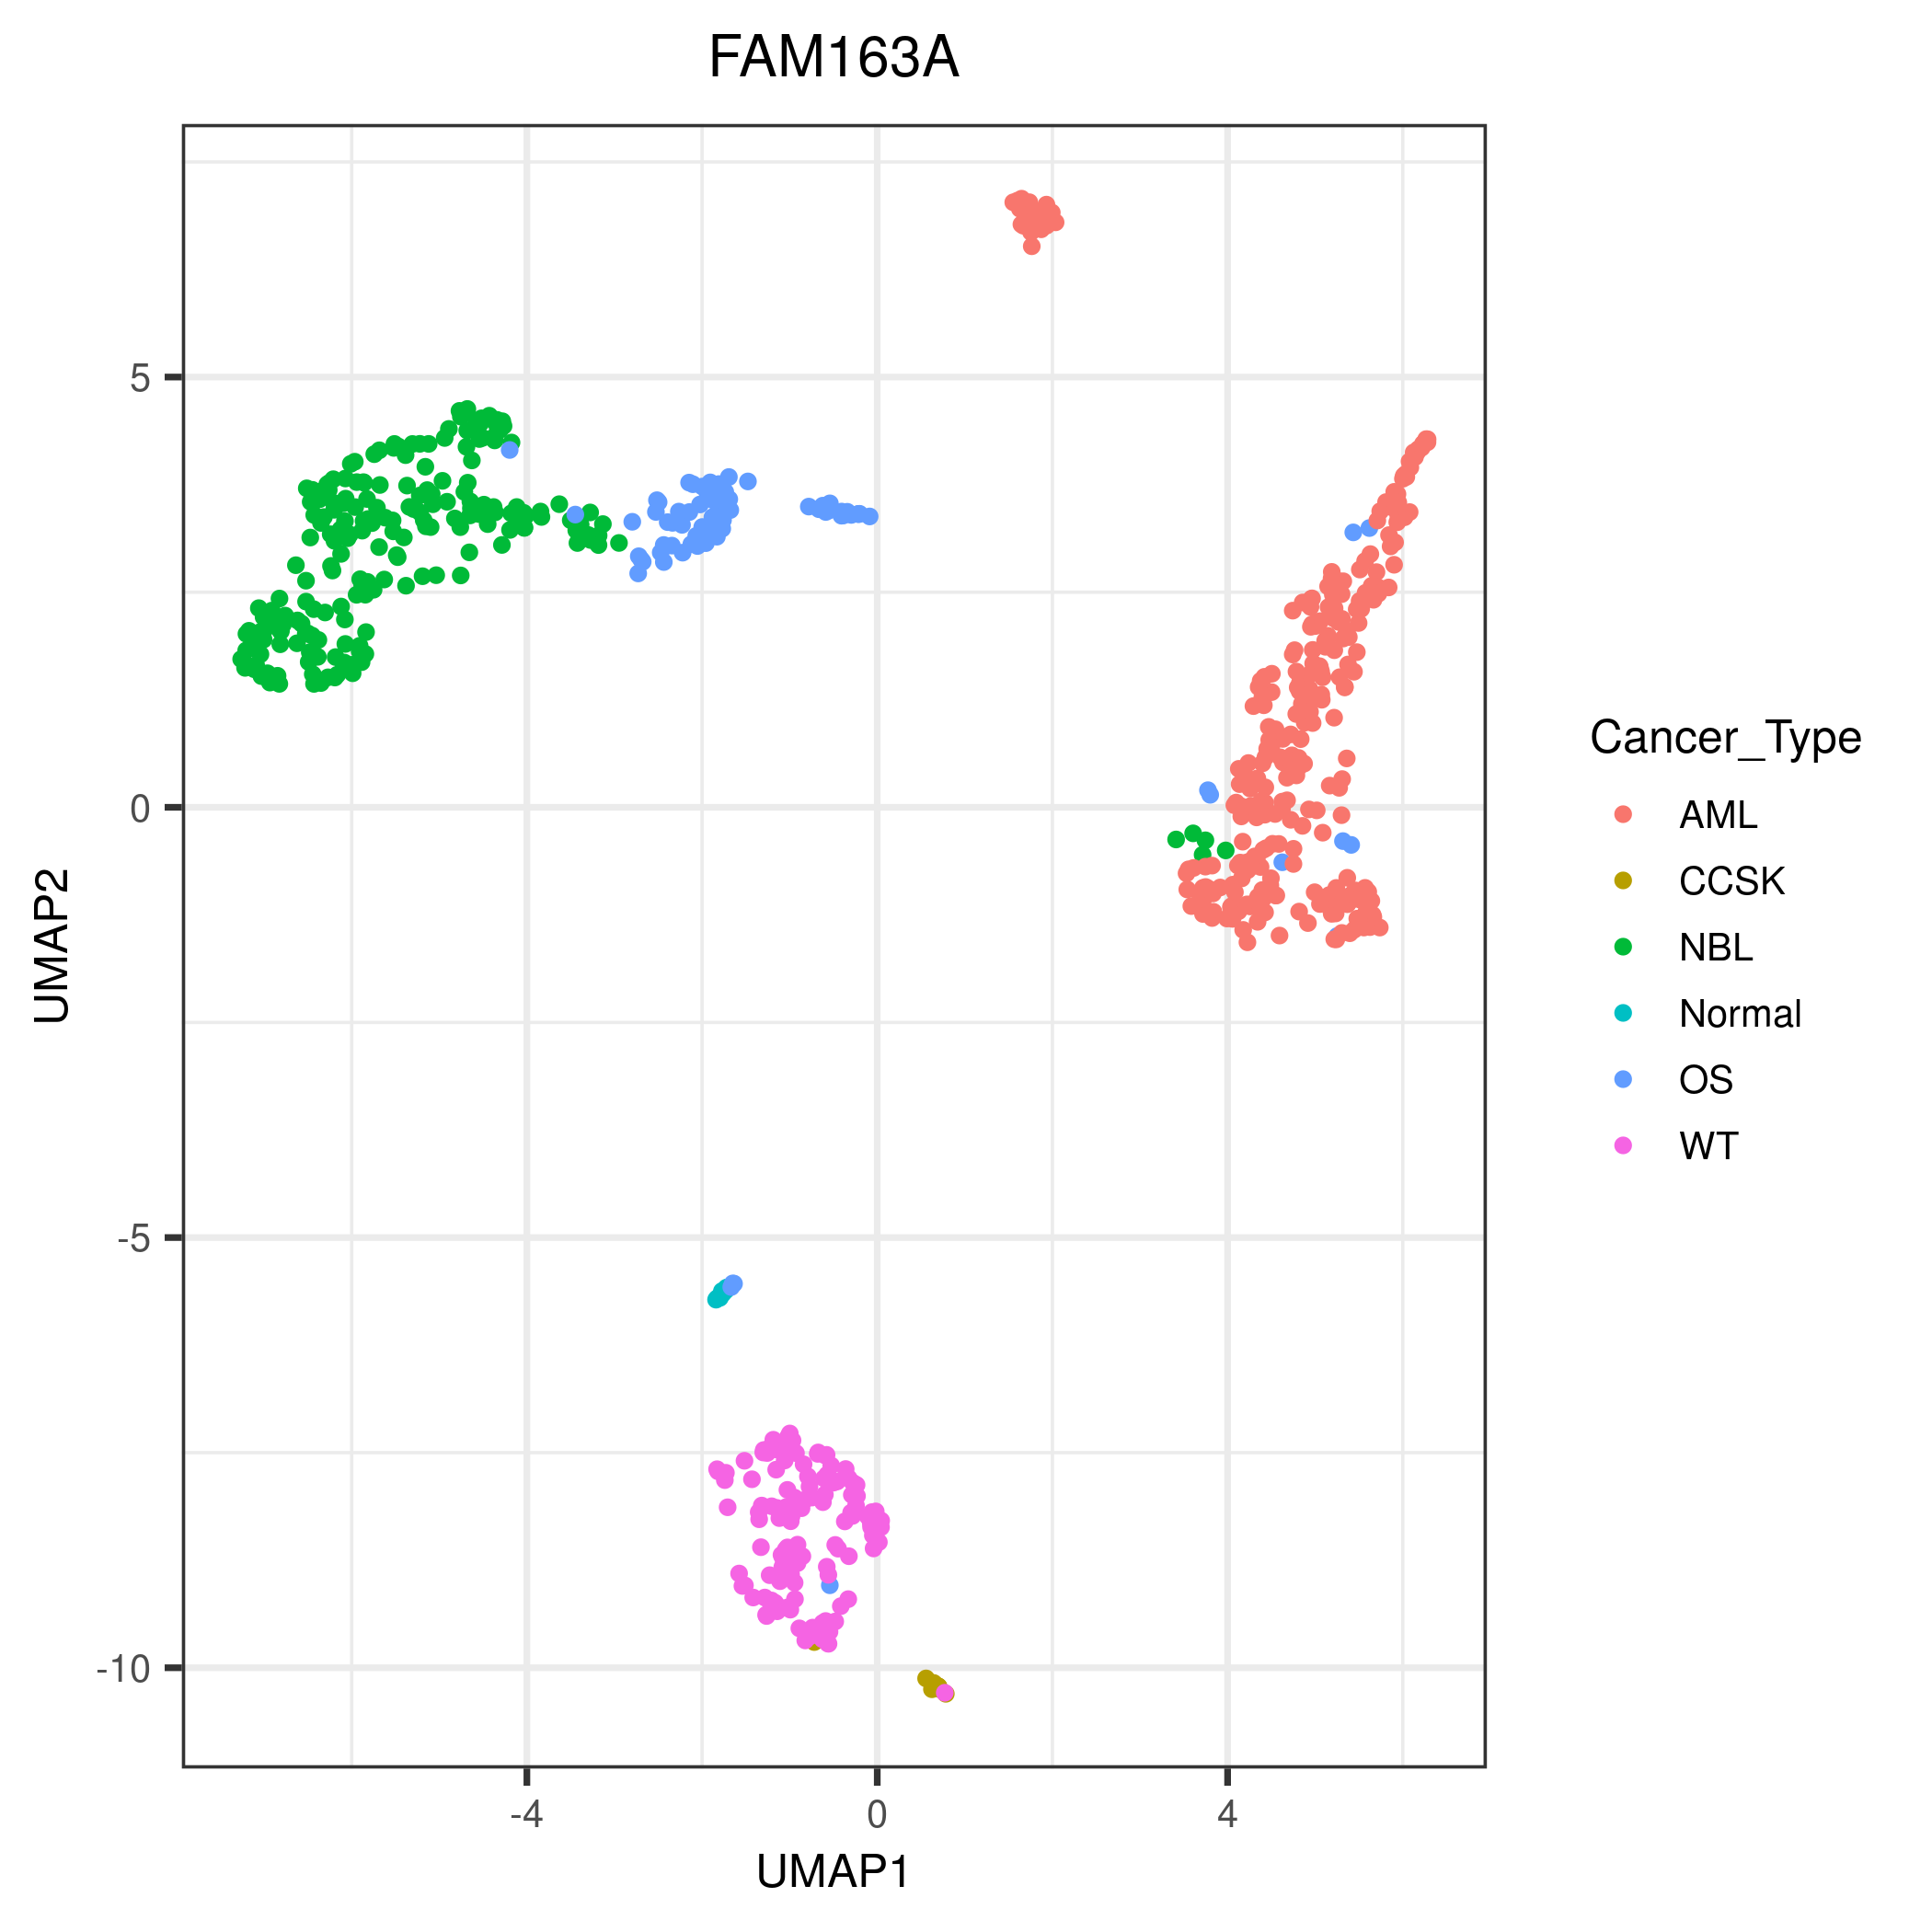 FAM163A
5
0
-5
-10
UMAP2
-4
0
4
UMAP1
Cancer_Type
AML
CCSK
NBL
Normal
OS
WT